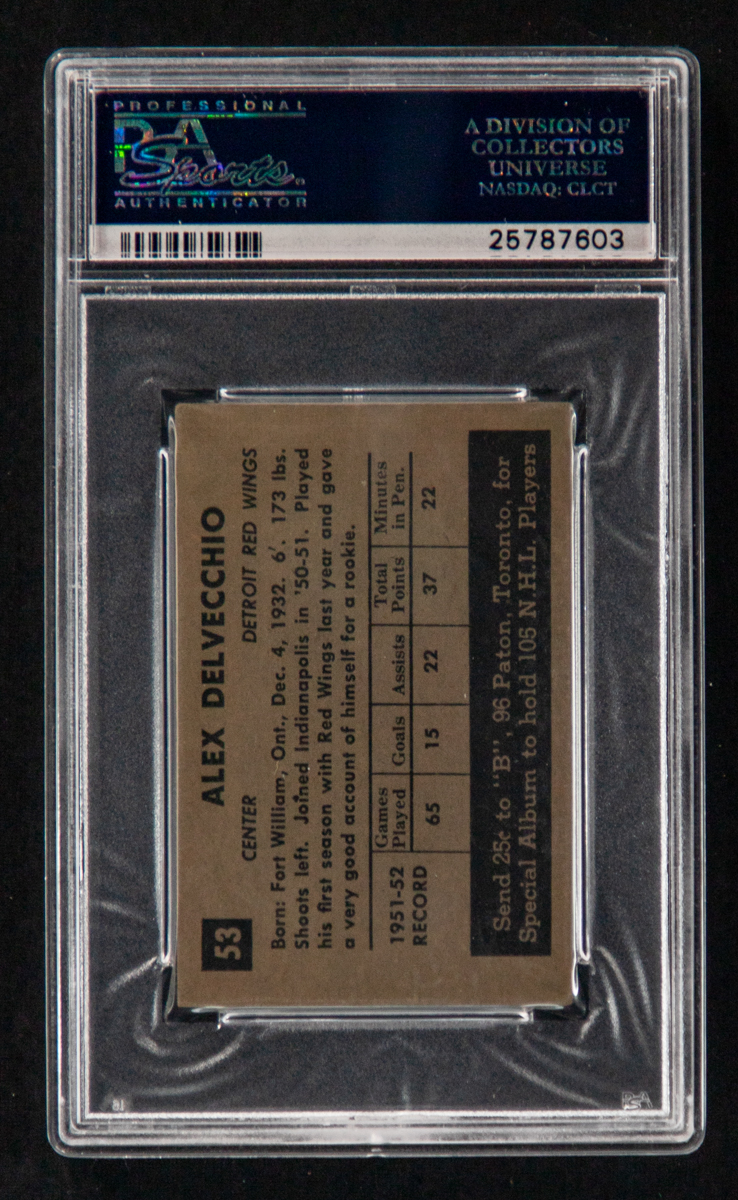 PROFESSIONAL
PSA
Sports.
AUTHENTICATOR
A DIVISION OF
COLLECTORS
UNIVERSE
NASDAQ: CLCT
25787603
53
ALEX DELVECCHIO
CENTER DETROIT RED WINGS
Born: Fort William, Ont., Dec. 4, 1932. 6'. 173 lbs.
Shoots left. Joined Indianapolis in '50-51. Played
his first season with Red Wings last year and gave
a very good account of himself for a rookie.
1951-52 Games Goals Assists Total Minutes
RECORD Played Points in Pen.
65 15 22 37 22
Send 25¢ to "B", 96 Paton, Toronto, for
Special Album to hold 105 N.H.L. Players
PSA